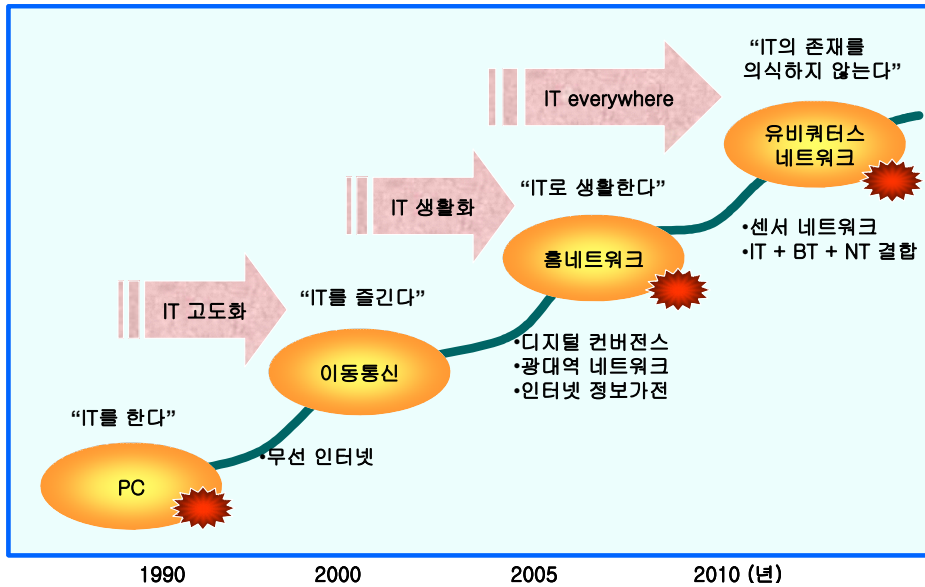 “IT의 존재를
의식하지 않는다”
IT everywhere
유비쿼터스
네트워크
IT 생활화
“IT로 생활한다”
•센서 네트워크
•IT + BT + NT 결합
홈네트워크
IT 고도화
“IT를 즐긴다”
•디지털 컨버전스
•광대역 네트워크
•인터넷 정보가전
이동통신
“IT를 한다”
•무선 인터넷
PC
1990 2000 2005 2010 (년)